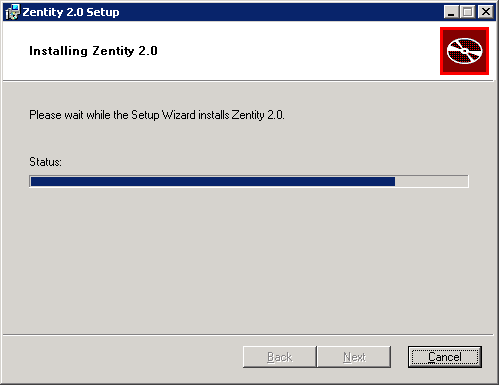 Zentity 2.0 Setup
Installing Zentity 2.0
Please wait while the Setup Wizard installs Zentity 2.0.
Status:
Back Next Cancel